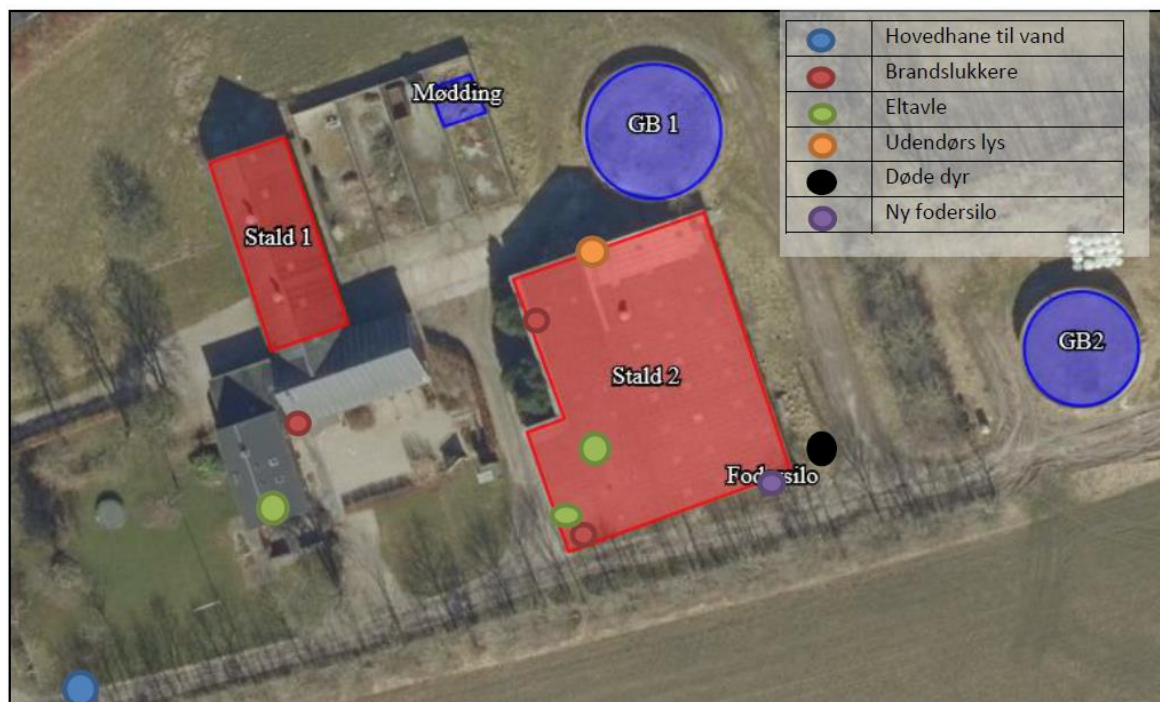 Hovedhane til vand
Brandslukkere
Eltavle
Udendørs lys
Døde dyr
Ny fodersilo
Mødding
GB 1
Stald 1
GB2
Stald 2
Fodersilo